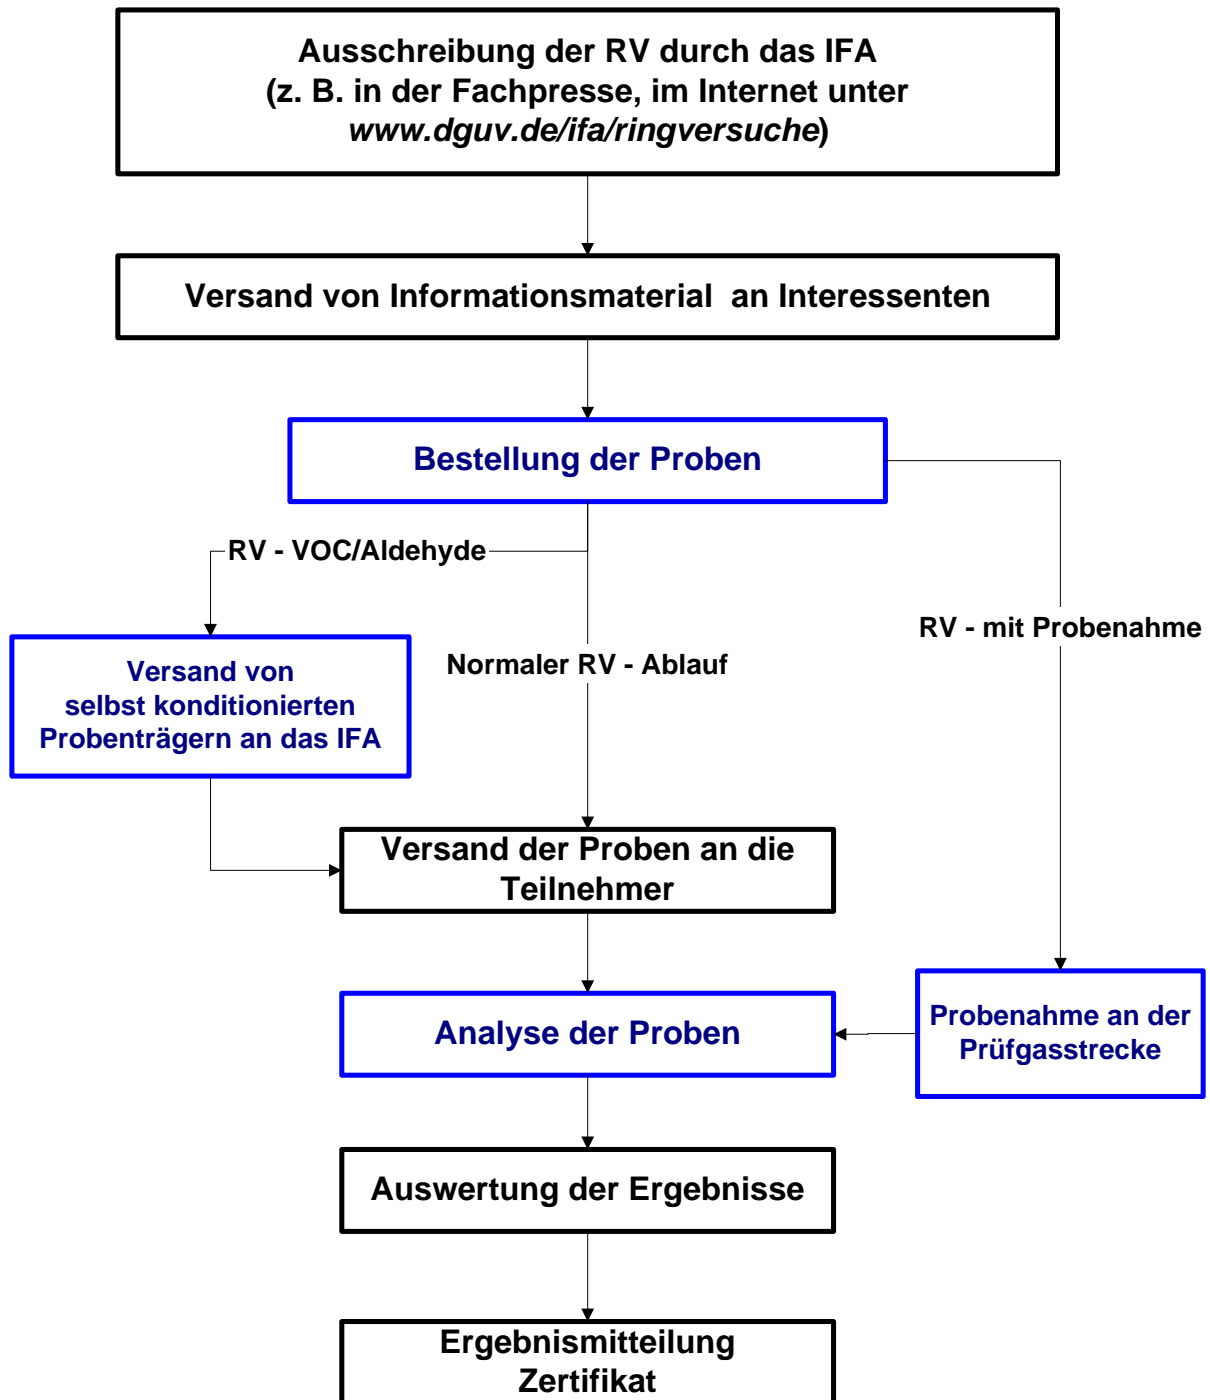 Ausschreibung der RV durch das IFA
(z. B. in der Fachpresse, im Internet unter
www.dguv.de/ifa/ringversuche)
Versand von Informationsmaterial  an Interessenten
Bestellung der Proben
RV - VOC/Aldehyde
RV - mit Probenahme
Normaler RV - Ablauf
Versand von
selbst konditionierten
Probenträgern an das IFA
Versand der Proben an die
Teilnehmer
Analyse der Proben
Probenahme an der
Prüfgasstrecke
Auswertung der Ergebnisse
Ergebnismitteilung
Zertifikat